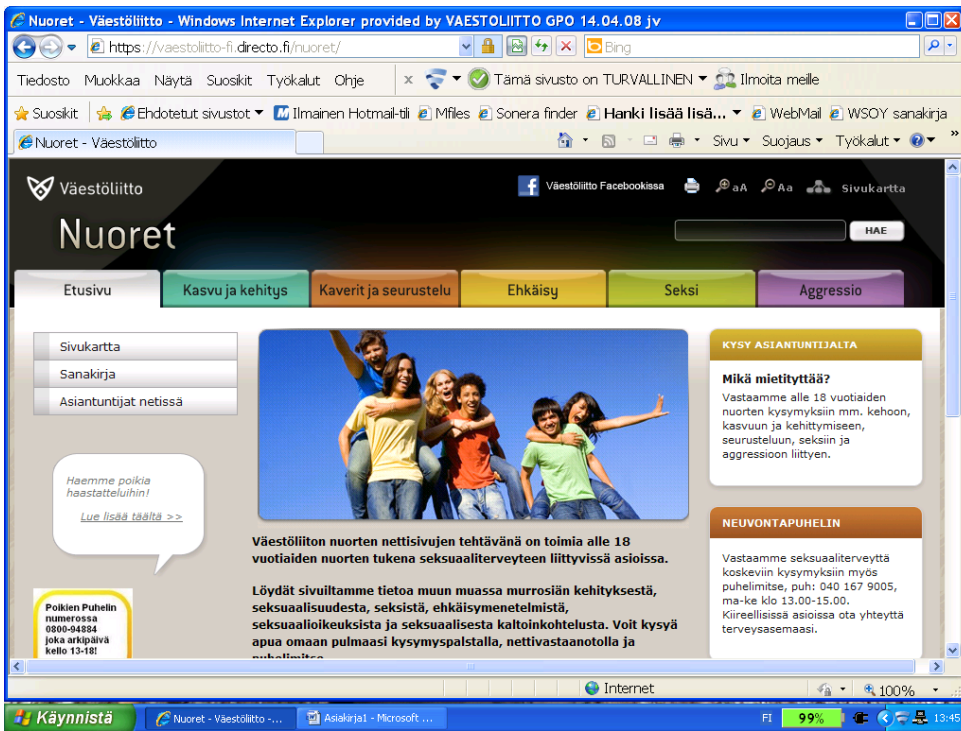 Nuoret - Väestöliitto - Windows Internet Explorer provided by VAESTOLIITTO GPO 14.04.08 jv
https://vaestoliitto-fi.directo.fi/nuoret/
Bing
Tiedosto Muokkaa Näytä Suosikit Työkalut Ohje x Tämä sivusto on TURVALLINEN Ilmoita meille
Suosikit Ehdotetut sivustot Ilmainen Hotmail-tili Mfiles Sonera finder Hanki lisää lisä... WebMail WSOY sanakirja
Nuoret - Väestöliitto
Sivu Suojaus Työkalut »
Väestöliitto
Väestöliitto Facebookissa aA Aa Sivukartta
Nuoret
HAE
Etusivu Kasvu ja kehitys Kaverit ja seurustelu Ehkäisy Seksi Aggressio
Sivukartta
Sanakirja
Asiantuntijat netissä
Haemme poikia
haastatteluihin!
Lue lisää täältä >>
Poikien Puhelin
numerossa
0800-94884
joka arkipäivä
kello 13-18!
Väestöliiton nuorten nettisivujen tehtävänä on toimia alle 18
vuotiaiden nuorten tukena seksuaaliterveyteen liittyvissä asioissa.
Löydät sivuiltamme tietoa muun muassa murrosiän kehityksestä,
seksuaalisuudesta, seksistä, ehkäisymenetelmistä,
seksuaalioikeuksista ja seksuaalisesta kaltoinkohtelusta. Voit kysyä
apua omaan pulmaasi kysymyspalstalla, nettivastaanotolla ja
puhelimitse
KYSY ASIANTUNTIJALTA
Mikä mietityttää?
Vastaamme alle 18 vuotiaiden
nuorten kysymyksiin mm. kehoon,
kasvuun ja kehittymiseen,
seurusteluun, seksiin ja
aggressioon liittyen.
NEUVONTAPUHELIN
Vastaamme seksuaaliterveyttä
koskeviin kysymyksiin myös
puhelimitse, puh: 040 167 9005,
ma-ke klo 13.00-15.00.
Kiireellisissä asioissa ota yhteyttä
terveysasemaasi.
Internet 100%
Käynnistä Nuoret - Väestöliitto -... Asiakirja1 - Microsoft ... FI 99% 13:45